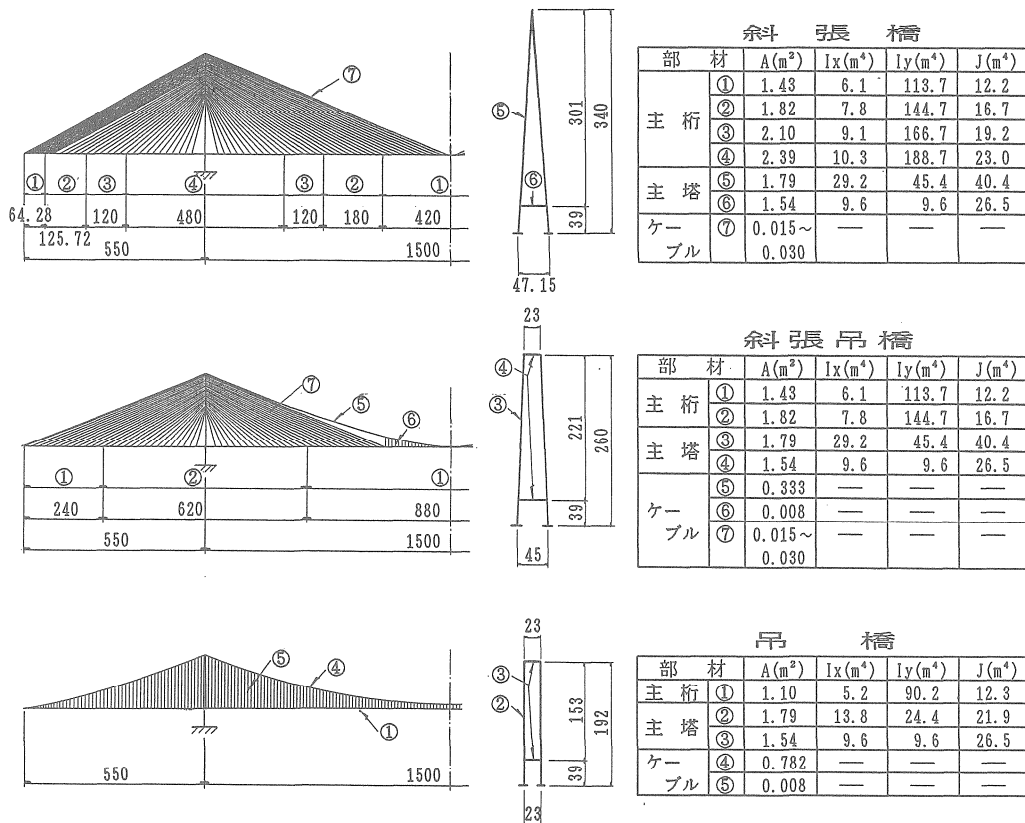 斜張橋
部材 A(m²) Ix(m⁴) Iy(m⁴) J(m⁴)
主桁 ① 1.43 6.1 113.7 12.2
② 1.82 7.8 144.7 16.7
③ 2.10 9.1 166.7 19.2
④ 2.39 10.3 188.7 23.0
主塔 ⑤ 1.79 29.2 45.4 40.4
⑥ 1.54 9.6 9.6 26.5
ケーブル ⑦ 0.015~ — — —
0.030
⑦
① ② ③ ④ ③ ② ①
64.28 120 480 120 180 420
125.72
550 1500
⑤
⑥
301
340
39
47.15
斜張吊橋
部材 A(m²) Ix(m⁴) Iy(m⁴) J(m⁴)
主桁 ① 1.43 6.1 113.7 12.2
② 1.82 7.8 144.7 16.7
主塔 ③ 1.79 29.2 45.4 40.4
④ 1.54 9.6 9.6 26.5
ケーブル ⑤ 0.333 — — —
⑥ 0.008 — — —
⑦ 0.015~ — — —
0.030
⑦
⑤
⑥
① ② ①
240 620 880
550 1500
23
④
③
221
260
39
45
吊橋
部材 A(m²) Ix(m⁴) Iy(m⁴) J(m⁴)
主桁 ① 1.10 5.2 90.2 12.3
主塔 ② 1.79 13.8 24.4 21.9
③ 1.54 9.6 9.6 26.5
ケーブル ④ 0.782 — — —
⑤ 0.008 — — —
⑤
④
①
550 1500
23
③
②
153
192
39
23